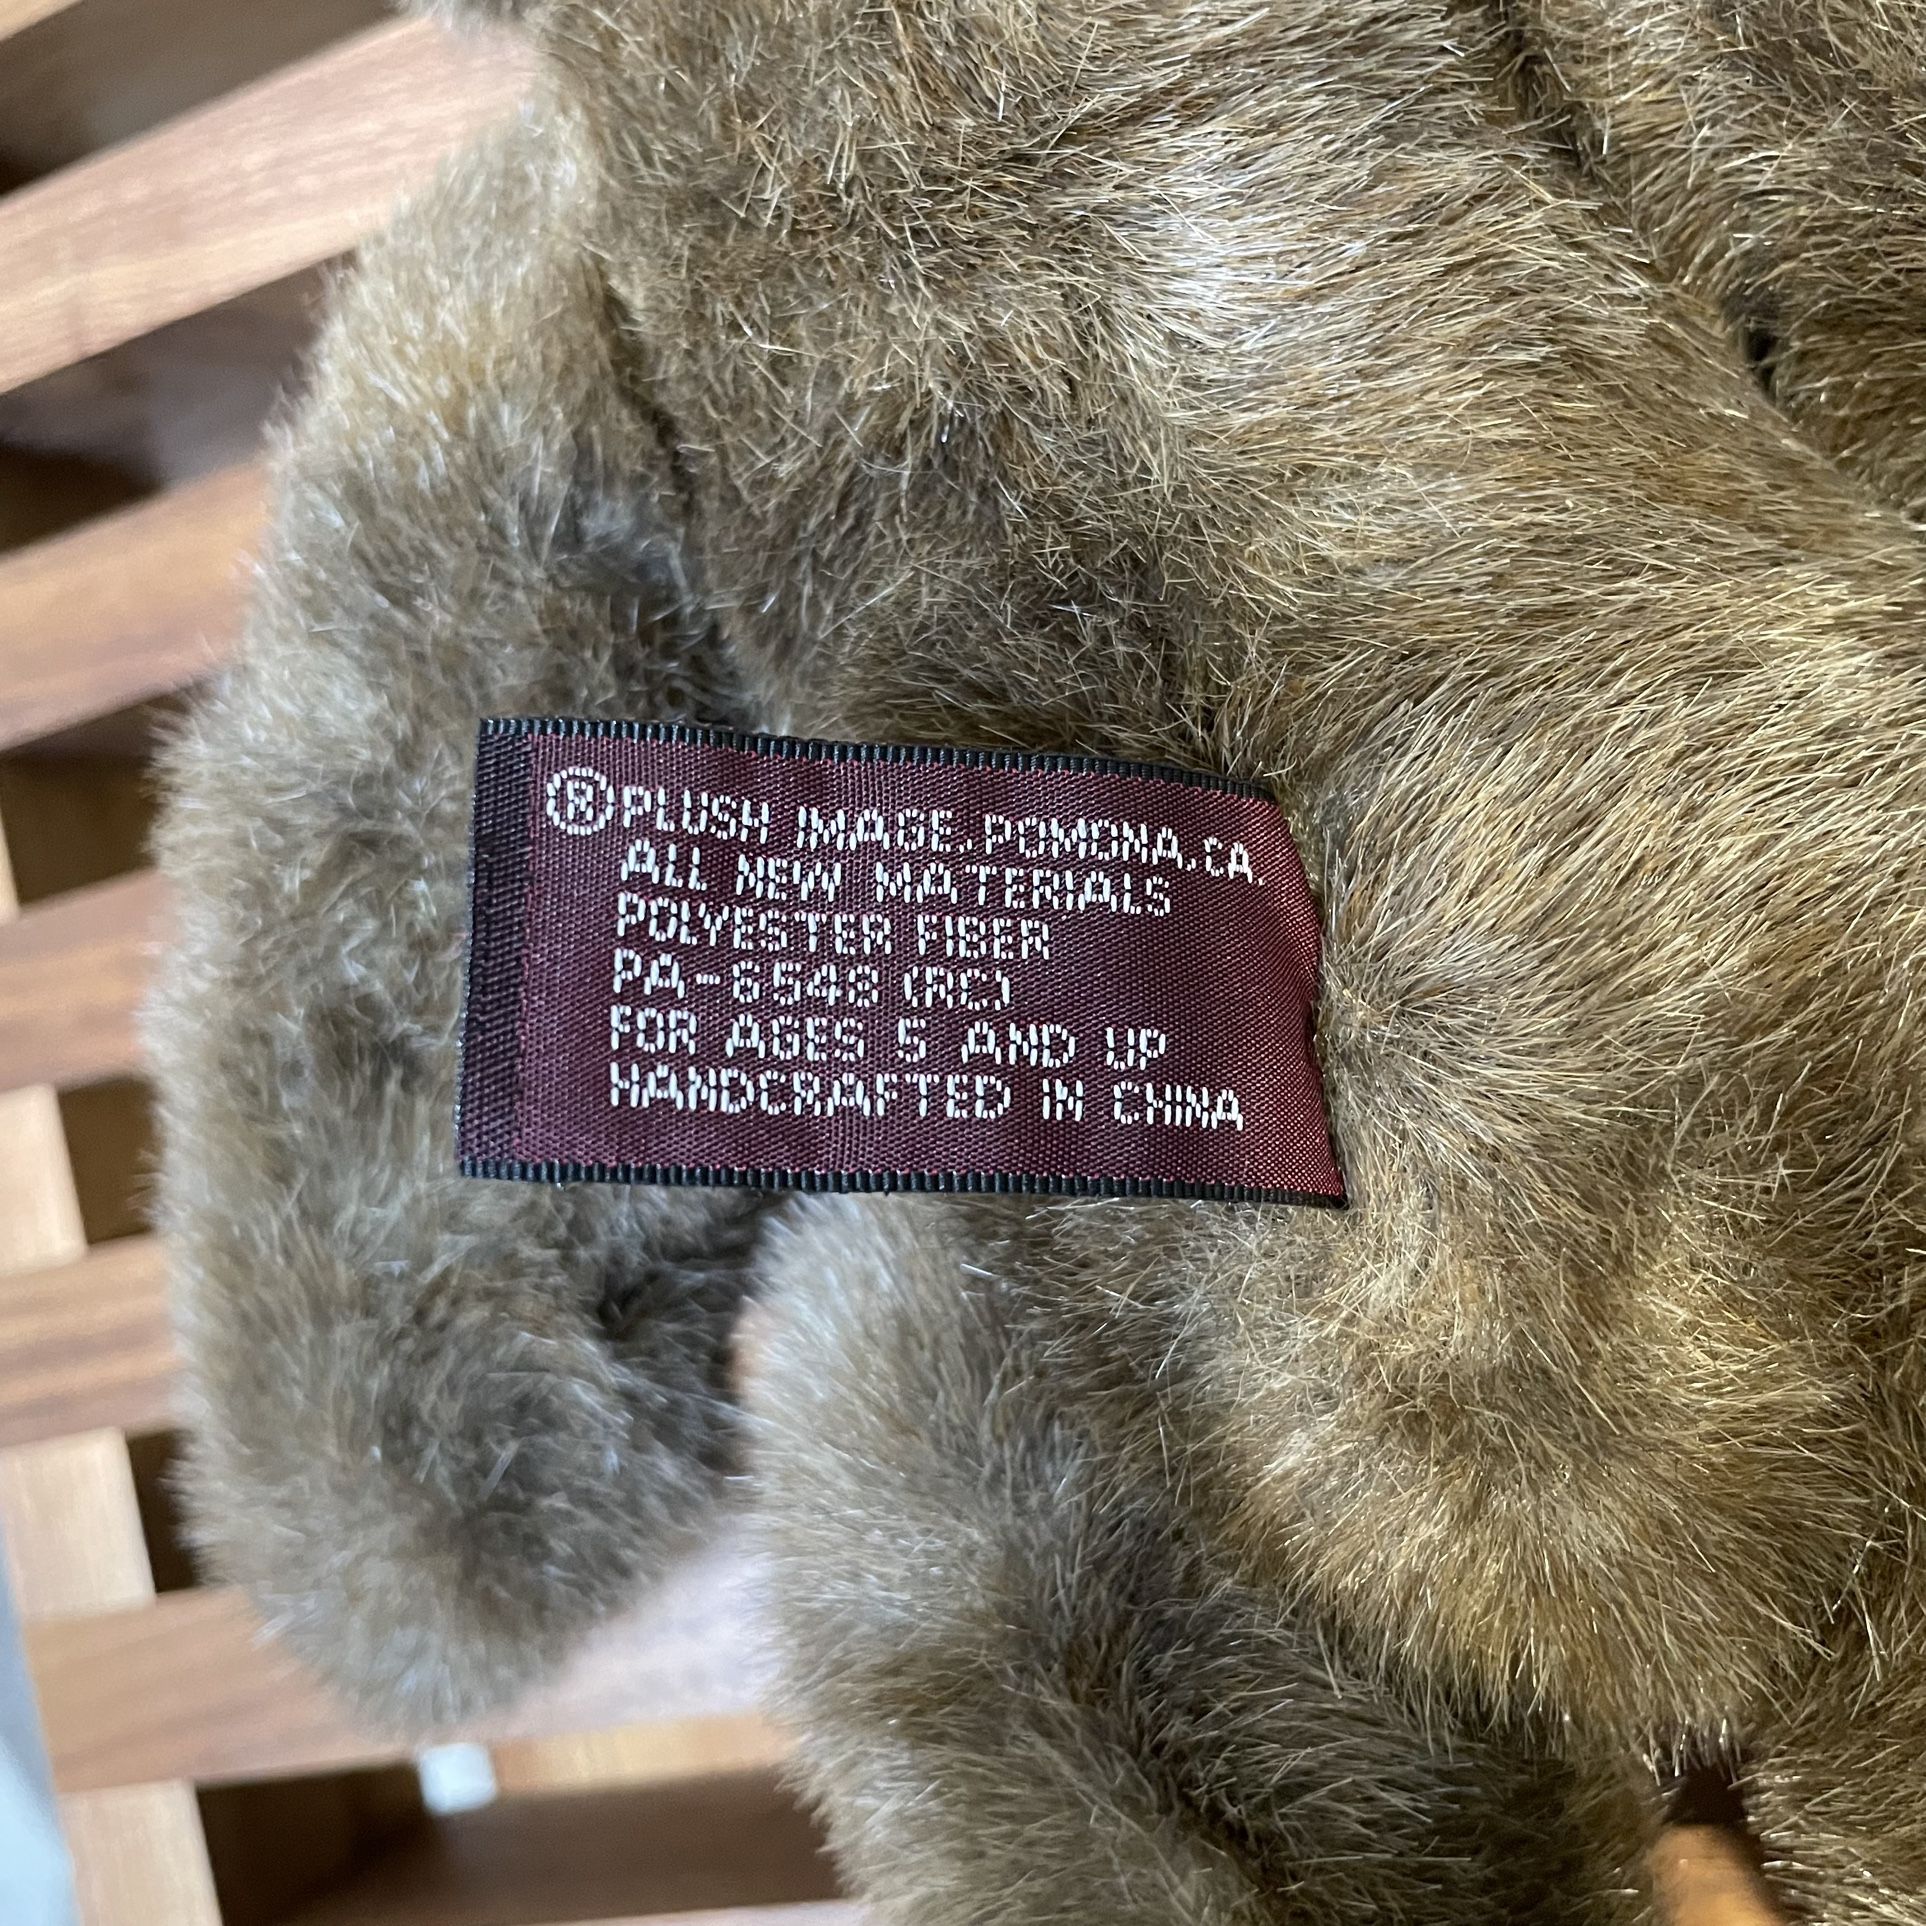 ® PLUSH IMAGE. POMONA, CA.
ALL NEW MATERIALS
POLYESTER FIBER
PA-6548 (RC)
FOR AGES 5 AND UP
HANDCRAFTED IN CHINA